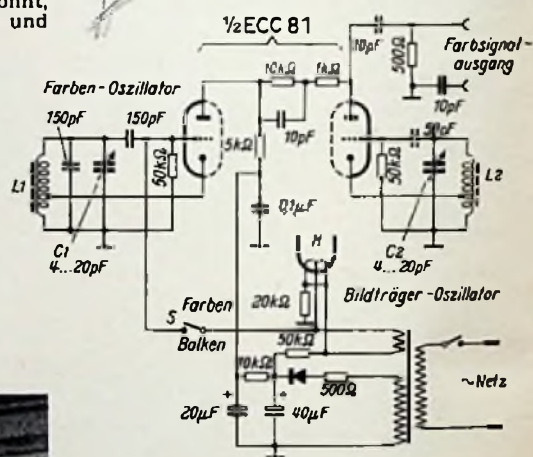 onnt,
und
½ECC 81
10pF
500Ω
Farbsignal-
ausgang
10kΩ
1kΩ
Farben-Oszillator
150pF
150pF
10pF
10pF
5kΩ
50pF
L1
50kΩ
50kΩ
L2
0,1µF
C1
4...20pF
C2
4...20pF
H
20kΩ
Bildträger-Oszillator
Farben
S
Balken
50kΩ
10kΩ
500Ω
~Netz
+
+
20µF
40µF